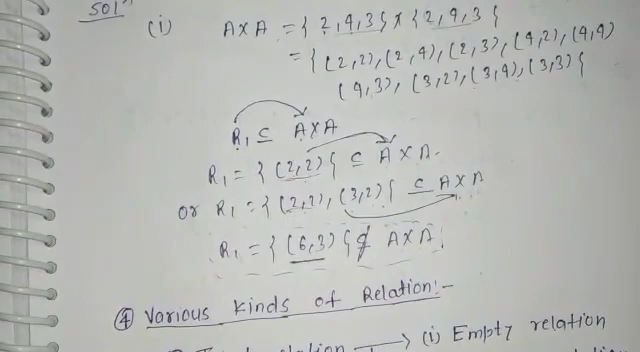 Solⁿ
(i) A×A = { 2,4,3 } × { 2,4,3 }
= { (2,2), (2,4), (2,3), (4,2), (4,4)
(4,3), (3,2), (3,4), (3,3) }
R₁ ⊆ A×A
R₁ = { (2,2) } ⊆ A×A.
or R₁ = { (2,2), (3,2) } ⊆ A×A
R₁ = { (6,3) } ⊄ A×A
④ Various Kinds of Relation:-
(i) Empty relation